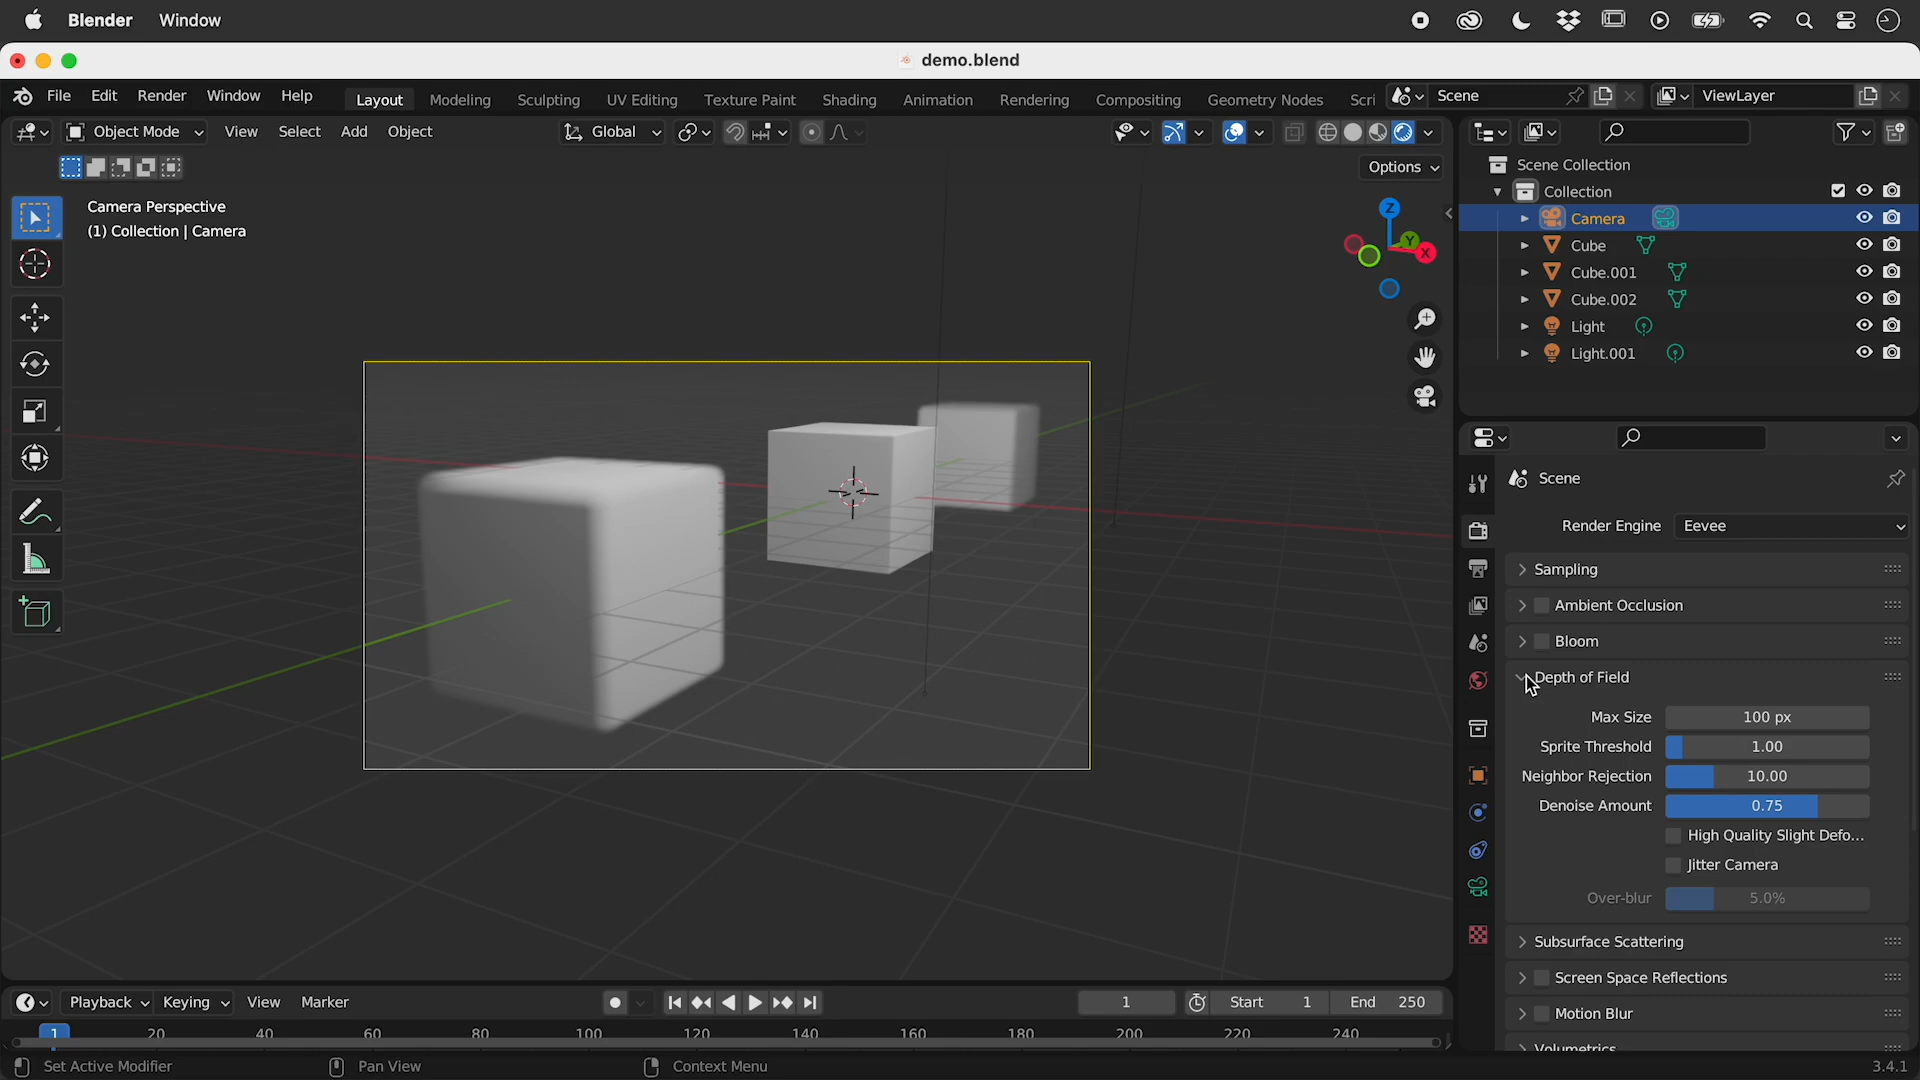 Blender Window
demo.blend
File Edit Render Window Help Layout Modeling Sculpting UV Editing Texture Paint Shading Animation Rendering Compositing Geometry Nodes Scri Scene ViewLayer
Object Mode View Select Add Object Global
Options
Camera Perspective
(1) Collection | Camera
Z
Y
X
Scene Collection
Collection
Camera
Cube
Cube.001
Cube.002
Light
Light.001
Scene
Render Engine Eevee
Sampling
Ambient Occlusion
Bloom
Depth of Field
Max Size 100 px
Sprite Threshold 1.00
Neighbor Rejection 10.00
Denoise Amount 0.75
High Quality Slight Defo...
Jitter Camera
Over-blur 5.0%
Subsurface Scattering
Screen Space Reflections
Motion Blur
Volumetrics
Playback Keying View Marker 1 Start 1 End 250
1 20 40 60 80 100 120 140 160 180 200 220 240
Set Active Modifier Pan View Context Menu 3.4.1